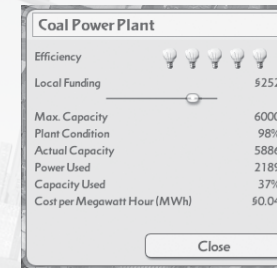 Coal Power Plant
Efficiency
Local Funding §252
Max. Capacity 6000
Plant Condition 98%
Actual Capacity 5886
Power Used 2189
Capacity Used 37%
Cost per Megawatt Hour (MWh) §0.04
Close